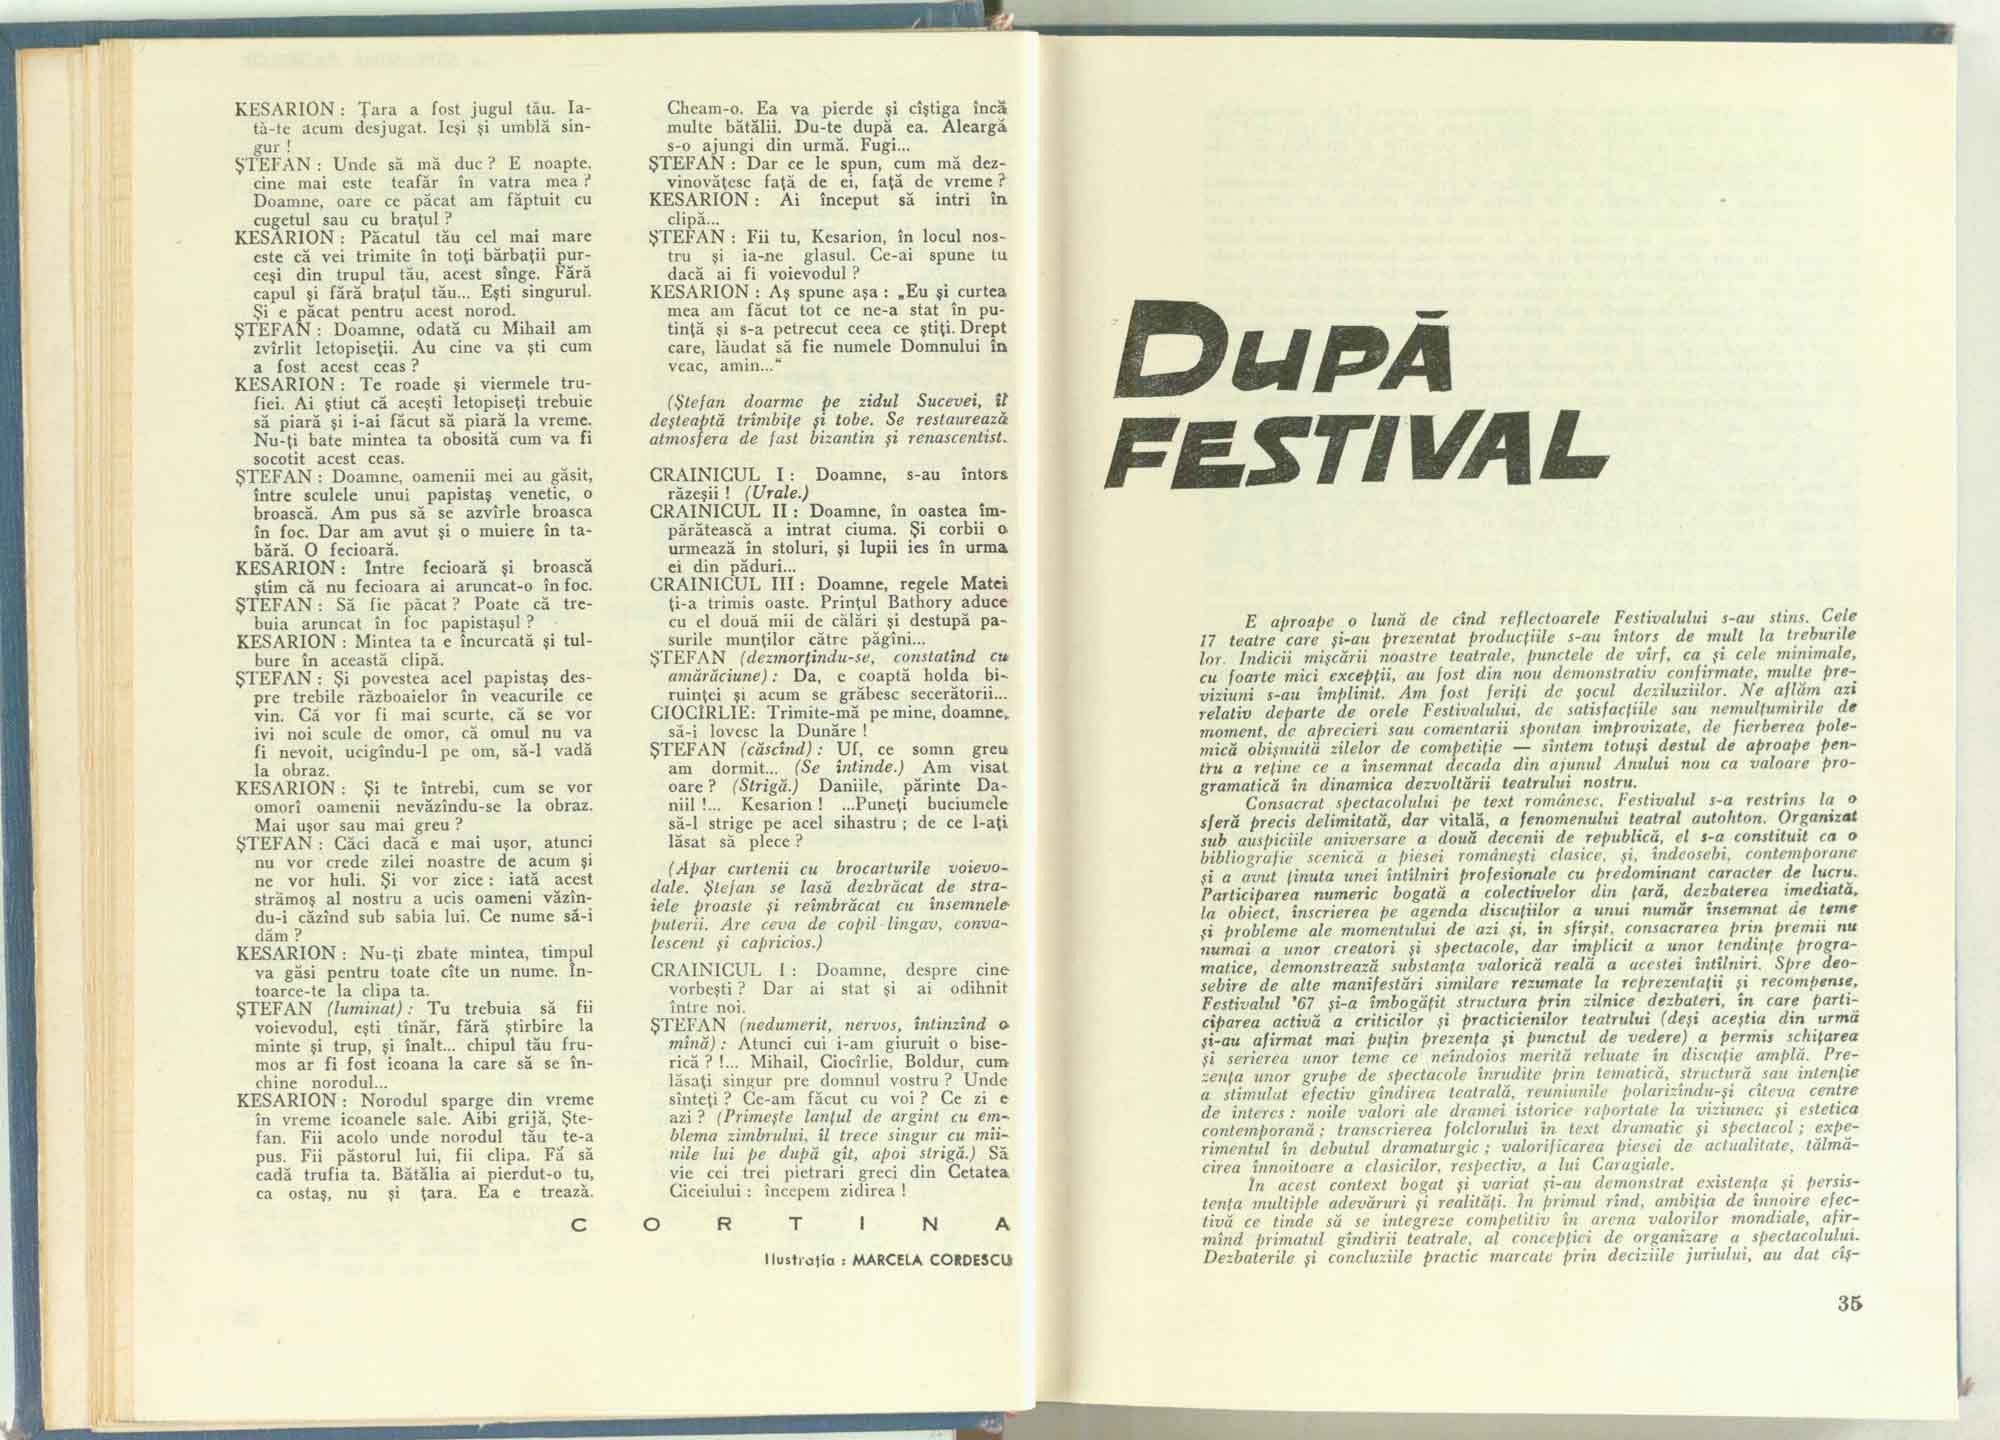 KESARION : Țara a fost jugul tău. Ia-
tă-te acum desjugat. Ieși și umblă sin-
gur !
ȘTEFAN : Unde să mă duc ? E noapte.
cine mai este teafăr în vatra mea ?
Doamne, oare ce păcat am făptuit cu
cugetul sau cu brațul ?
KESARION : Păcatul tău cel mai mare
este că vei trimite în toți bărbații pur-
ceși din trupul tău, acest sînge. Fără
capul și fără brațul tău... Ești singurul.
Și e păcat pentru acest norod.
ȘTEFAN : Doamne, odată cu Mihail am
zvîrlit letopiseții. Au cine va ști cum
a fost acest ceas ?
KESARION : Te roade și viermele tru-
fiei. Ai știut că acești letopiseți trebuie
să piară și i-ai făcut să piară la vreme.
Nu-ți bate mintea ta obosită cum va fi
socotit acest ceas.
ȘTEFAN : Doamne, oamenii mei au găsit,
între sculele unui papistaș venetic, o
broască. Am pus să se azvîrle broasca
în foc. Dar am avut și o muiere în ta-
bără. O fecioară.
KESARION : Între fecioară și broască
știm că nu fecioara ai aruncat-o în foc.
ȘTEFAN : Să fie păcat ? Poate că tre-
buia aruncat în foc papistașul ?
KESARION : Mintea ta e încurcată și tul-
bure în această clipă.
ȘTEFAN : Și povestea acel papistaș des-
pre trebile războaielor în veacurile ce
vin. Că vor fi mai scurte, că se vor
ivi noi scule de omor, că omul nu va
fi nevoit, ucigîndu-l pe om, să-l vadă
la obraz.
KESARION : Și te întrebi, cum se vor
omorî oamenii nevăzîndu-se la obraz.
Mai ușor sau mai greu ?
ȘTEFAN : Căci dacă e mai ușor, atunci
nu vor crede zilei noastre de acum și
ne vor huli. Și vor zice : iată acest
strămoș al nostru a ucis oameni văzîn-
du-i căzînd sub sabia lui. Ce nume să-i
dăm ?
KESARION : Nu-ți zbate mintea, timpul
va găsi pentru toate cîte un nume. În-
toarce-te la clipa ta.
ȘTEFAN (luminat) : Tu trebuia să fii
voievodul, ești tînăr, fără știrbire la
minte și trup, și înalt... chipul tău fru-
mos ar fi fost icoana la care să se în-
chine norodul...
KESARION : Norodul sparge din vreme
în vreme icoanele sale. Aibi grijă, Ște-
fan. Fii acolo unde norodul tău te-a
pus. Fii păstorul lui, fii clipa. Fă să
cadă trufia ta. Bătălia ai pierdut-o tu,
ca ostaș, nu și țara. Ea e trează.
Cheam-o. Ea va pierde și cîștiga încă
multe bătălii. Du-te după ea. Aleargă
s-o ajungi din urmă. Fugi...
ȘTEFAN : Dar ce le spun, cum mă dez-
vinovățesc față de ei, față de vreme ?
KESARION : Ai început să intri în
clipă...
ȘTEFAN : Fii tu, Kesarion, în locul nos-
tru și ia-ne glasul. Ce-ai spune tu
dacă ai fi voievodul ?
KESARION : Aș spune așa : „Eu și curtea
mea am făcut tot ce ne-a stat în pu-
tință și s-a petrecut ceea ce știți. Drept
care, lăudat să fie numele Domnului în
veac, amin...“
(Ștefan doarme pe zidul Sucevei, îl
deșteaptă trîmbițe și tobe. Se restaurează
atmosfera de fast bizantin și renascentist.
CRAINICUL I : Doamne, s-au întors
răzeșii ! (Urale.)
CRAINICUL II : Doamne, în oastea îm-
părătească a intrat ciuma. Și corbii o
urmează în stoluri, și lupii ies în urma
ei din păduri...
CRAINICUL III : Doamne, regele Matei
ți-a trimis oaste. Prințul Bathory aduce
cu el două mii de călări și destupă pa-
surile munților către păgîni...
ȘTEFAN (dezmorțindu-se, constatînd cu
amărăciune) : Da, e coaptă holda bi-
ruinței și acum se grăbesc secerătorii...
CIOCÎRLIE: Trimite-mă pe mine, doamne,
să-i lovesc la Dunăre !
ȘTEFAN (căscînd) : Uf, ce somn greu
am dormit... (Se întinde.) Am visat
oare ? (Strigă.) Daniile, părinte Da-
niil !... Kesarion ! ...Puneți buciumele
să-l strige pe acel sihastru ; de ce l-ați
lăsat să plece ?
(Apar curtenii cu brocarturile voievo-
dale. Ștefan se lasă dezbrăcat de stra-
iele proaste și reîmbrăcat cu însemnele
puterii. Are ceva de copil lingav, conva-
lescent și capricios.)
CRAINICUL I : Doamne, despre cine
vorbești ? Dar ai stat și ai odihnit
între noi.
ȘTEFAN (nedumerit, nervos, întinzînd o
mînă) : Atunci cui i-am giuruit o bise-
rică ? !... Mihail, Ciocîrlie, Boldur, cum
lăsați singur pre domnul vostru ? Unde
sînteți ? Ce-am făcut cu voi ? Ce zi e
azi ? (Primește lanțul de argint cu em-
blema zimbrului, îl trece singur cu mîi-
nile lui pe după gît, apoi strigă.) Să
vie cei trei pietrari greci din Cetatea
Ciceiului : începem zidirea !
C O R T I N A
Ilustrația : MARCELA CORDESCU
DUPĂ
FESTIVAL
E aproape o lună de cînd reflectoarele Festivalului s-au stins. Cele
17 teatre care și-au prezentat producțiile s-au întors de mult la treburile
lor. Indicii mișcării noastre teatrale, punctele de vîrf, ca și cele minimale,
cu foarte mici excepții, au fost din nou demonstrativ confirmate, multe pre-
viziuni s-au împlinit. Am fost feriți de șocul deziluziilor. Ne aflăm azi
relativ departe de orele Festivalului, de satisfacțiile sau nemulțumirile de
moment, de aprecieri sau comentarii spontan improvizate, de fierberea pole-
mică obișnuită zilelor de competiție — sîntem totuși destul de aproape pen-
tru a reține ce a însemnat decada din ajunul Anului nou ca valoare pro-
gramatică în dinamica dezvoltării teatrului nostru.
Consacrat spectacolului pe text românesc, Festivalul s-a restrîns la o
sferă precis delimitată, dar vitală, a fenomenului teatral autohton. Organizat
sub auspiciile aniversare a două decenii de republică, el s-a constituit ca o
bibliografie scenică a piesei românești clasice, și, îndeosebi, contemporane
și a avut ținuta unei întîlniri profesionale cu predominant caracter de lucru.
Participarea numeric bogată a colectivelor din țară, dezbaterea imediată,
la obiect, înscrierea pe agenda discuțiilor a unui număr însemnat de teme
și probleme ale momentului de azi și, în sfîrșit, consacrarea prin premii nu
numai a unor creatori și spectacole, dar implicit a unor tendințe progra-
matice, demonstrează substanța valorică reală a acestei întîlniri. Spre deo-
sebire de alte manifestări similare rezumate la reprezentații și recompense,
Festivalul '67 și-a îmbogățit structura prin zilnice dezbateri, în care parti-
ciparea activă a criticilor și practicienilor teatrului (deși aceștia din urmă
și-au afirmat mai puțin prezența și punctul de vedere) a permis schițarea
și serierea unor teme ce neîndoios merită reluate în discuție amplă. Pre-
zența unor grupe de spectacole înrudite prin tematică, structură sau intenție
a stimulat efectiv gîndirea teatrală, reuniunile polarizîndu-și cîteva centre
de interes : noile valori ale dramei istorice raportate la viziunea și estetica
contemporană ; transcrierea folclorului în text dramatic și spectacol ; expe-
rimentul în debutul dramaturgic ; valorificarea piesei de actualitate, tălmă-
cirea înnoitoare a clasicilor, respectiv, a lui Caragiale.
In acest context bogat și variat și-au demonstrat existența și persis-
tența multiple adevăruri și realități. In primul rînd, ambiția de înnoire efec-
tivă ce tinde să se integreze competitiv în arena valorilor mondiale, afir-
mînd primatul gîndirii teatrale, al concepției de organizare a spectacolului.
Dezbaterile și concluziile practic marcate prin deciziile juriului, au dat cîș-
35